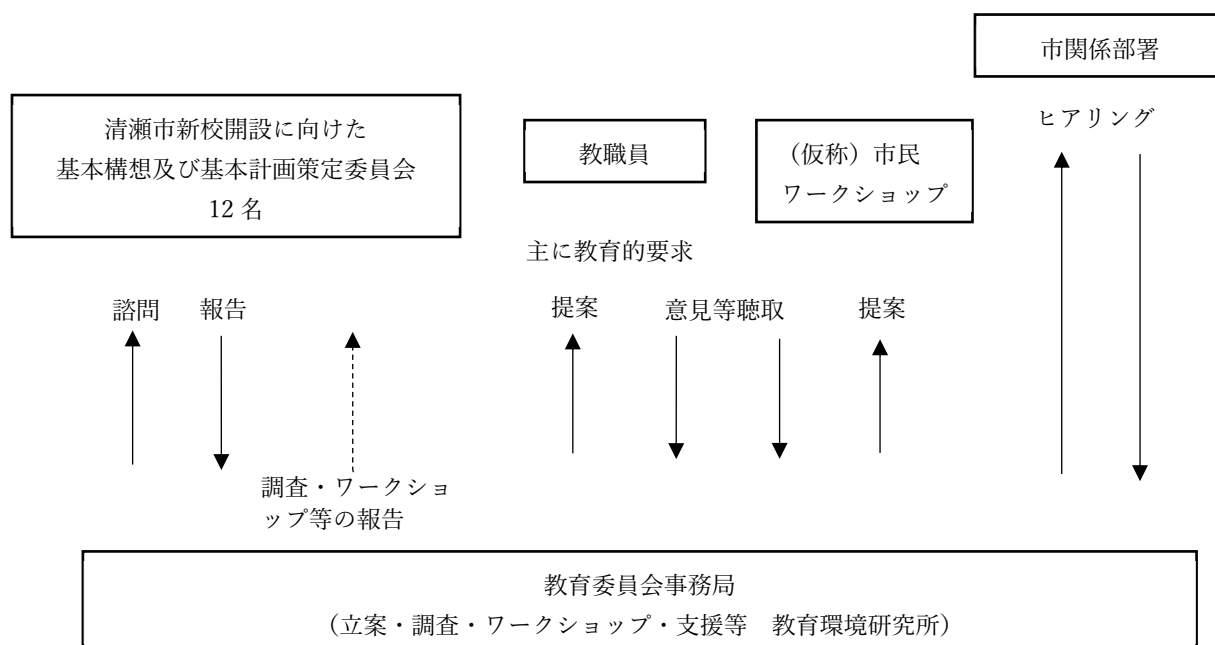 市関係部署
清瀬市新校開設に向けた
基本構想及び基本計画策定委員会
12 名
教職員
（仮称）市民
ワークショップ
ヒアリング
主に教育的要求
諮問
報告
提案
意見等聴取
提案
調査・ワークショ
ップ等の報告
教育委員会事務局
（立案・調査・ワークショップ・支援等　教育環境研究所）